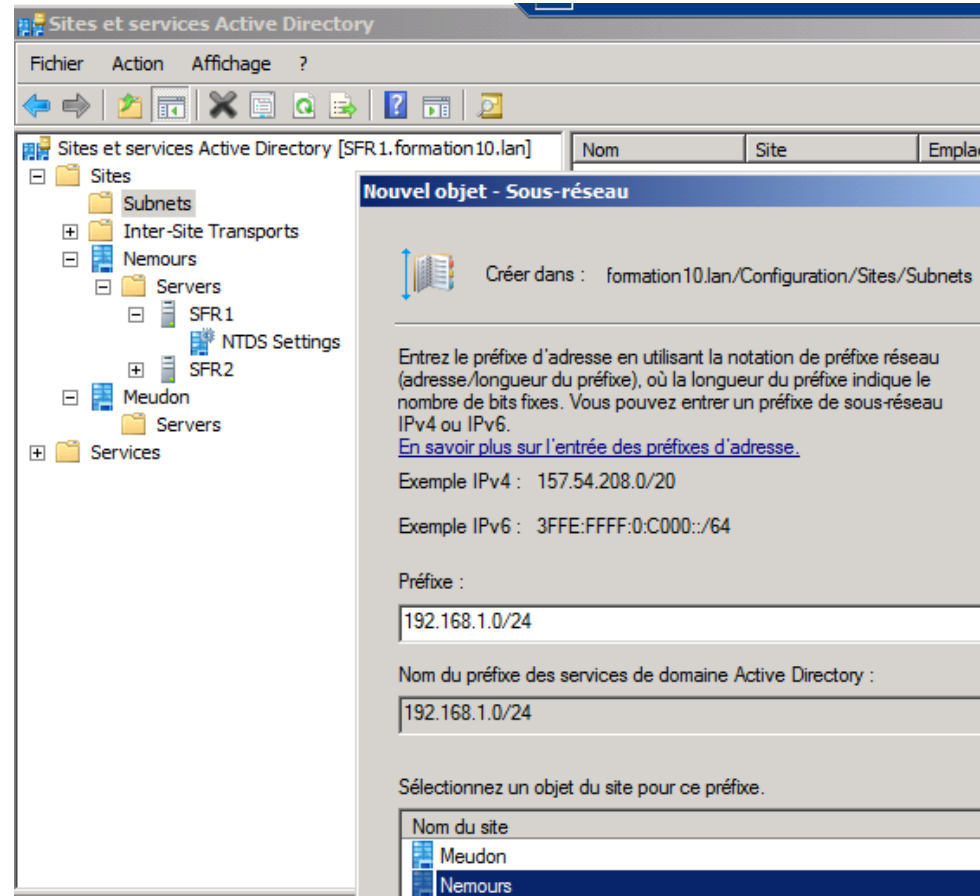 Sites et services Active Directory
Fichier Action Affichage ?
Sites et services Active Directory [SFR1.formation10.lan]
Sites
Subnets
Inter-Site Transports
Nemours
Servers
SFR1
NTDS Settings
SFR2
Meudon
Servers
Services
Nom Site Emplac
Nouvel objet - Sous-réseau
Créer dans : formation10.lan/Configuration/Sites/Subnets
Entrez le préfixe d'adresse en utilisant la notation de préfixe réseau
(adresse/longueur du préfixe), où la longueur du préfixe indique le
nombre de bits fixes. Vous pouvez entrer un préfixe de sous-réseau
IPv4 ou IPv6.
En savoir plus sur l'entrée des préfixes d'adresse.
Exemple IPv4 : 157.54.208.0/20
Exemple IPv6 : 3FFE:FFFF:0:C000::/64
Préfixe :
192.168.1.0/24
Nom du préfixe des services de domaine Active Directory :
192.168.1.0/24
Sélectionnez un objet du site pour ce préfixe.
Nom du site
Meudon
Nemours